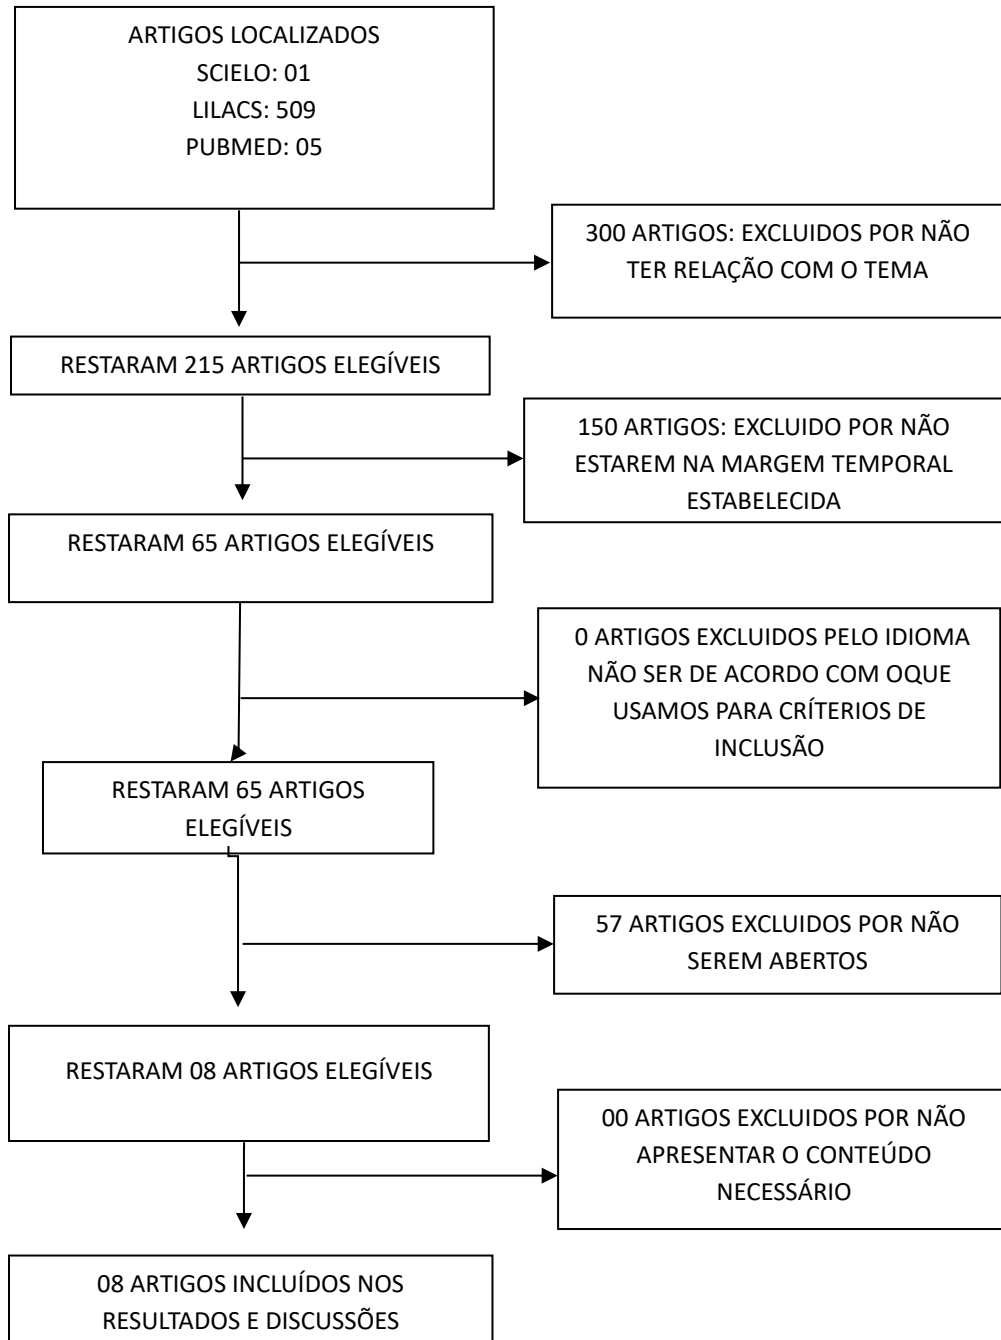 ARTIGOS LOCALIZADOS
SCIELO: 01
LILACS: 509
PUBMED: 05
300 ARTIGOS: EXCLUIDOS POR NÃO
TER RELAÇÃO COM O TEMA
RESTARAM 215 ARTIGOS ELEGÍVEIS
150 ARTIGOS: EXCLUIDO POR NÃO
ESTAREM NA MARGEM TEMPORAL
ESTABELECIDA
RESTARAM 65 ARTIGOS ELEGÍVEIS
0 ARTIGOS EXCLUIDOS PELO IDIOMA
NÃO SER DE ACORDO COM OQUE
USAMOS PARA CRÍTERIOS DE
INCLUSÃO
RESTARAM 65 ARTIGOS
ELEGÍVEIS
57 ARTIGOS EXCLUIDOS POR NÃO
SEREM ABERTOS
RESTARAM 08 ARTIGOS ELEGÍVEIS
00 ARTIGOS EXCLUIDOS POR NÃO
APRESENTAR O CONTEÚDO
NECESSÁRIO
08 ARTIGOS INCLUÍDOS NOS
RESULTADOS E DISCUSSÕES